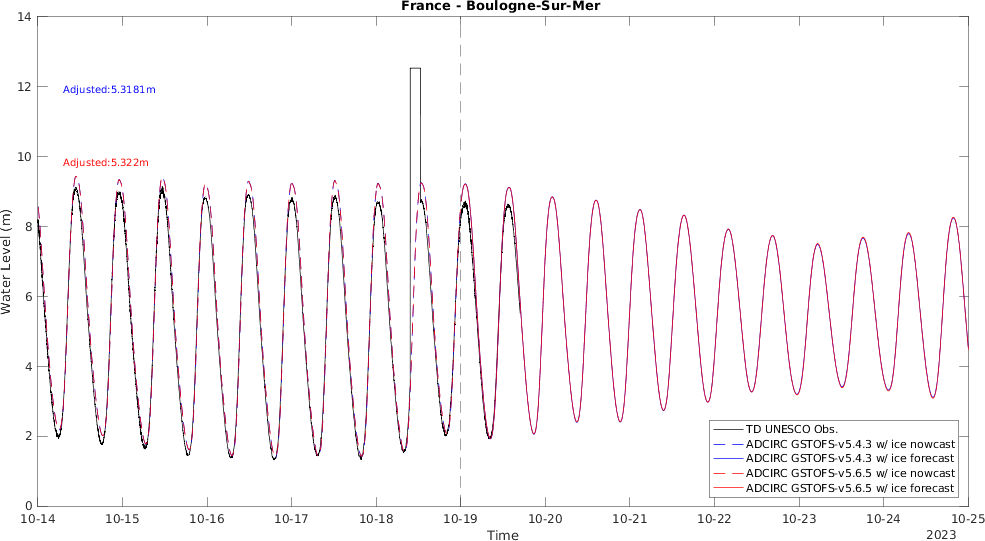 France - Boulogne-Sur-Mer
14
12
10
8
6
4
2
0
Water Level (m)
Adjusted:5.3181m
Adjusted:5.322m
TD UNESCO Obs.
ADCIRC GSTOFS-v5.4.3 w/ ice nowcast
ADCIRC GSTOFS-v5.4.3 w/ ice forecast
ADCIRC GSTOFS-v5.6.5 w/ ice nowcast
ADCIRC GSTOFS-v5.6.5 w/ ice forecast
10-14 10-15 10-16 10-17 10-18 10-19 10-20 10-21 10-22 10-23 10-24 10-25
Time
2023